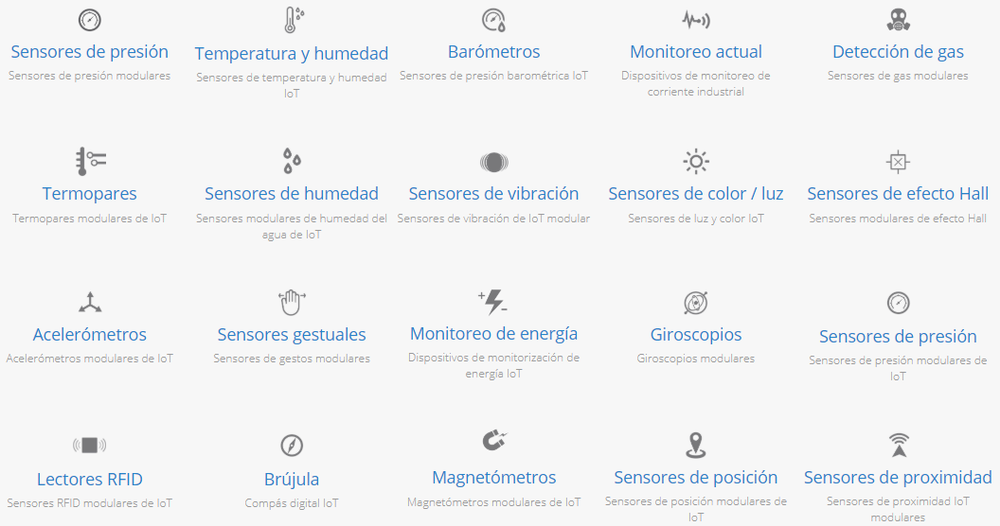 Sensores de presión
Sensores de presión modulares
Temperatura y humedad
Sensores de temperatura y humedad
IoT
Barómetros
Sensores de presión barométrica IoT
Monitoreo actual
Dispositivos de monitoreo de
corriente industrial
Detección de gas
Sensores de gas modulares
Termopares
Termopares modulares de IoT
Sensores de humedad
Sensores modulares de humedad del
agua de IoT
Sensores de vibración
Sensores de vibración de IoT modular
Sensores de color / luz
Sensores de luz y color IoT
Sensores de efecto Hall
Sensores modulares de efecto Hall
Acelerómetros
Acelerómetros modulares de IoT
Sensores gestuales
Sensores de gestos modulares
Monitoreo de energía
Dispositivos de monitorización de
energía IoT
Giroscopios
Giroscopios modulares
Sensores de presión
Sensores de presión modulares de
IoT
Lectores RFID
Sensores RFID modulares de IoT
Brújula
Compás digital IoT
Magnetómetros
Magnetómetros modulares de IoT
Sensores de posición
Sensores de posición modulares de
IoT
Sensores de proximidad
Sensores de proximidad IoT
modulares